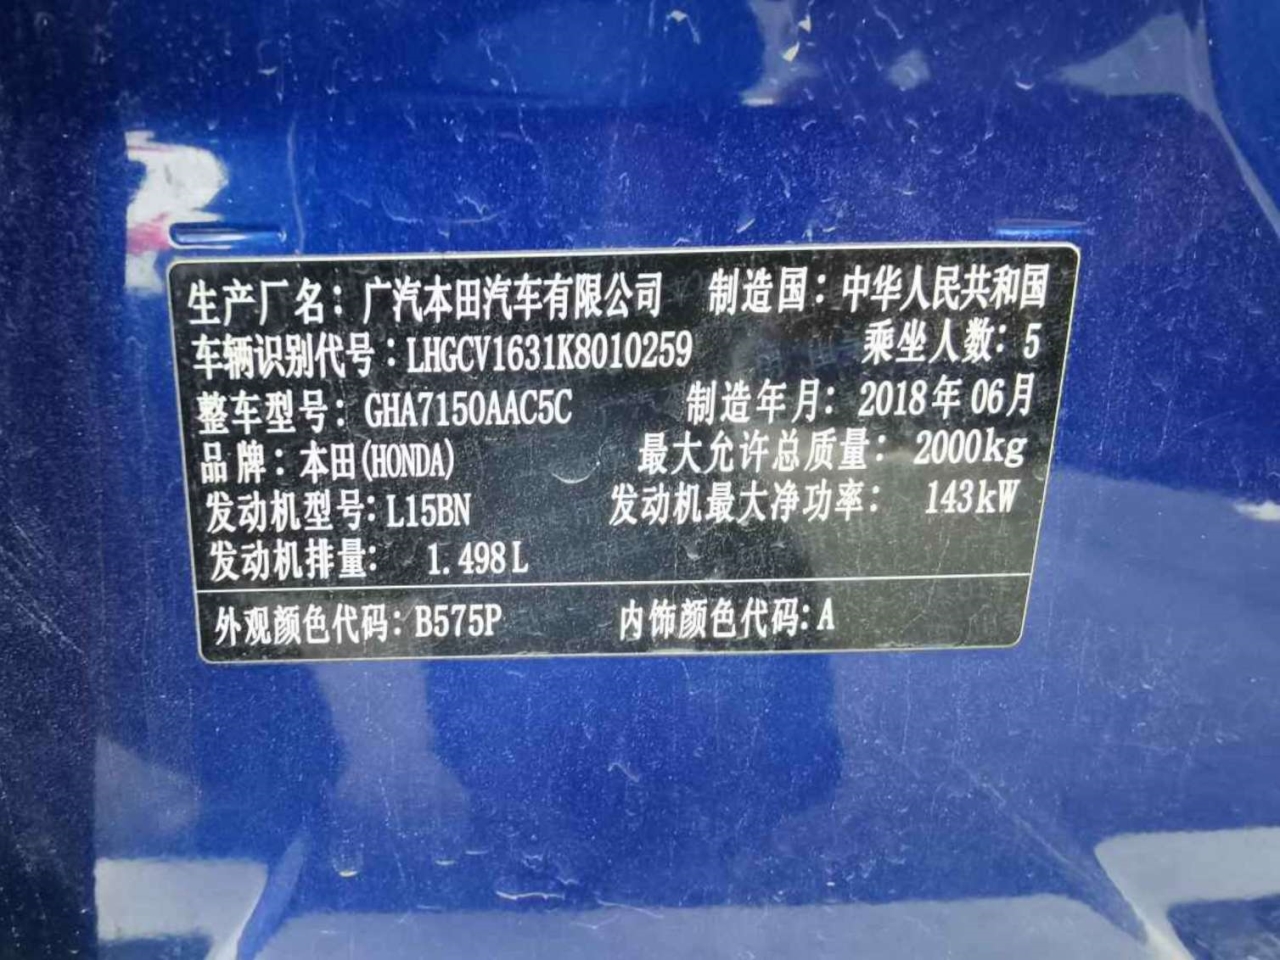 生产厂名：广汽本田汽车有限公司 制造国：中华人民共和国
车辆识别代号：LHGCV1631K8010259 乘坐人数：5
整车型号：GHA7150AAC5C 制造年月：2018年06月
品牌：本田(HONDA) 最大允许总质量：2000kg
发动机型号：L15BN 发动机最大净功率：143kW
发动机排量：1.498L
外观颜色代码：B575P 内饰颜色代码：A